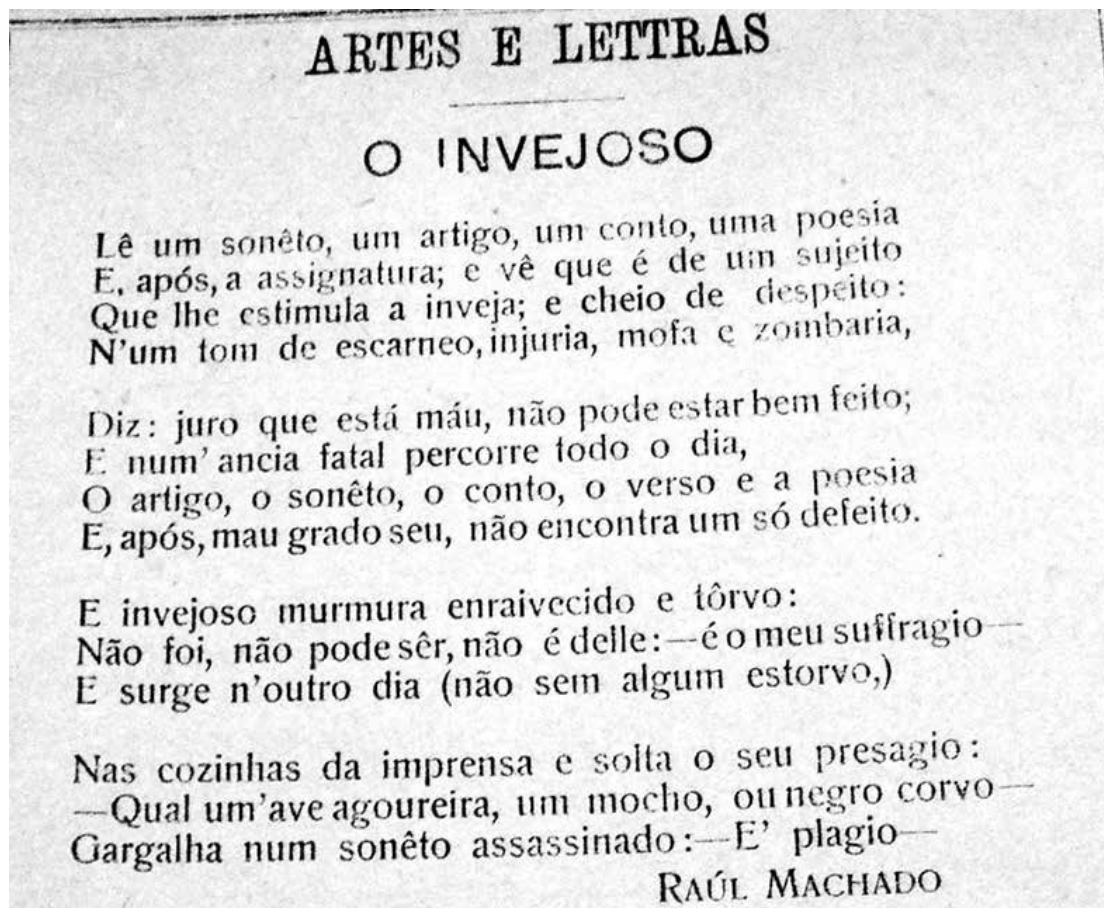 ARTES E LETTRAS
O INVEJOSO
Lê um sonêto, um artigo, um conto, uma poesia
E, após, a assignatura; e vê que é de um sujeito
Que lhe estimula a inveja; e cheio de despeito:
N'um tom de escarneo, injuria, mofa e zombaria,
Diz: juro que está máu, não pode estar bem feito;
E num' ancia fatal percorre todo o dia,
O artigo, o sonêto, o conto, o verso e a poesia
E, após, mau grado seu, não encontra um só defeito.
E invejoso murmura enraivecido e tôrvo:
Não foi, não pode sêr, não é delle:—é o meu suffragio—
E surge n'outro dia (não sem algum estorvo,)
Nas cozinhas da imprensa e solta o seu presagio:
—Qual um'ave agoureira, um mocho, ou negro corvo—
Gargalha num sonêto assassinado:—E' plagio—
RAÚL MACHADO